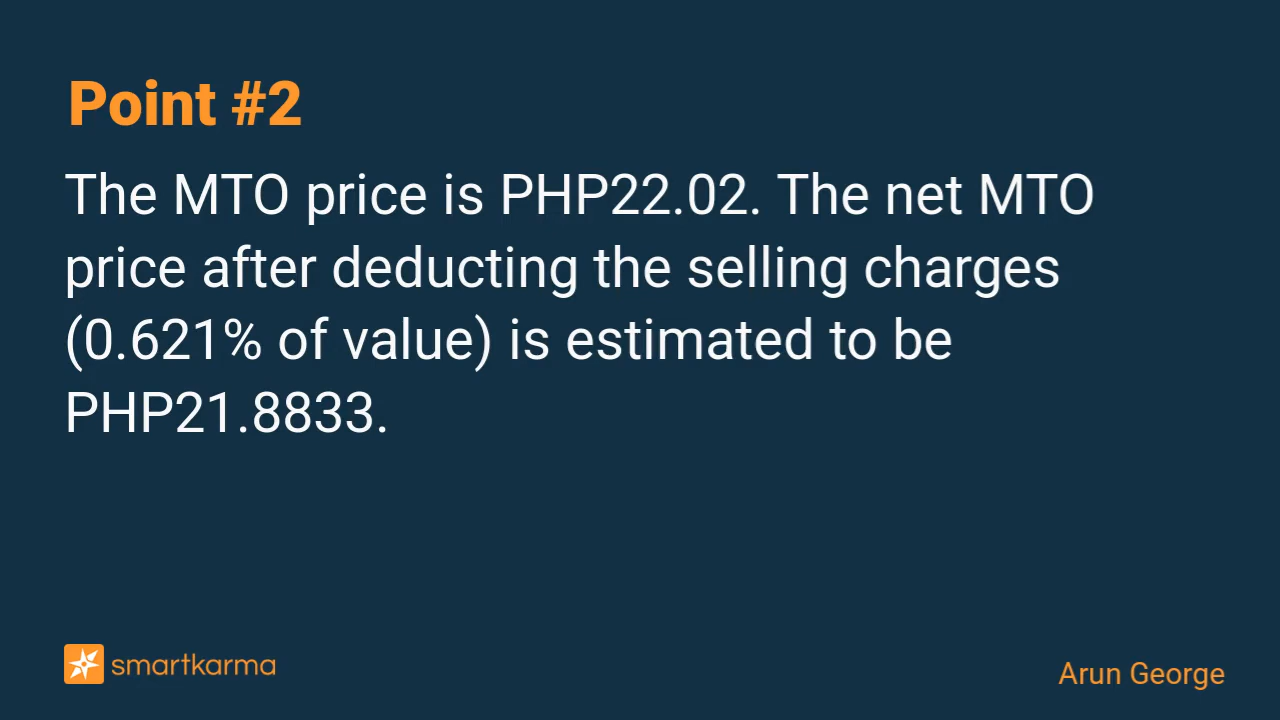 Point #2
The MTO price is PHP22.02. The net MTO
price after deducting the selling charges
(0.621% of value) is estimated to be
PHP21.8833.
smartkarma
Arun George